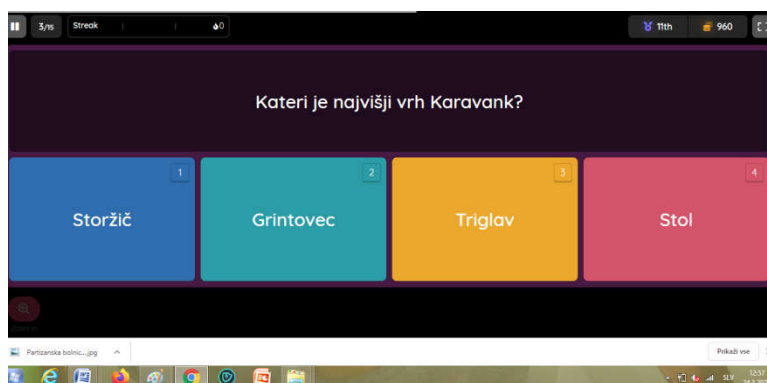 3/15
Streak
0
11th
960
Kateri je najvišji vrh Karavank?
1
Storžič
2
Grintovec
3
Triglav
4
Stol
Partizanska bolnic....jpg
Prikaži vse
SLV
12:57